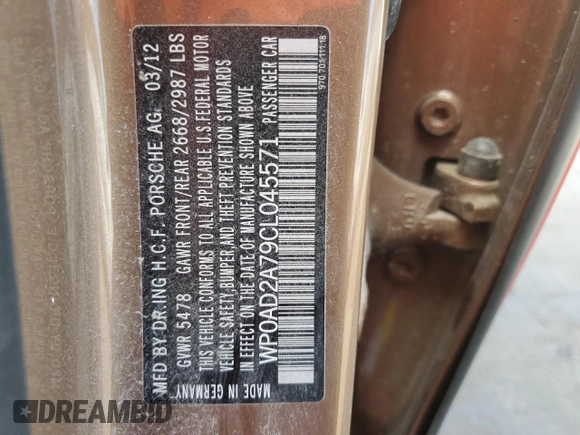 MFD BY DR.ING H.C.F. PORSCHE AG. 03/12
GVWR 5478 GAWR FRONT/REAR 2668/2987 LBS
THIS VEHICLE CONFORMS TO ALL APPLICABLE U.S. FEDERAL MOTOR
VEHICLE SAFETY, BUMPER, AND THEFT PREVENTION STANDARDS
IN EFFECT ON THE DATE OF MANUFACTURE SHOWN ABOVE
WP0AD2A79CL045571 PASSENGER CAR
MADE IN GERMANY
DREAMBID